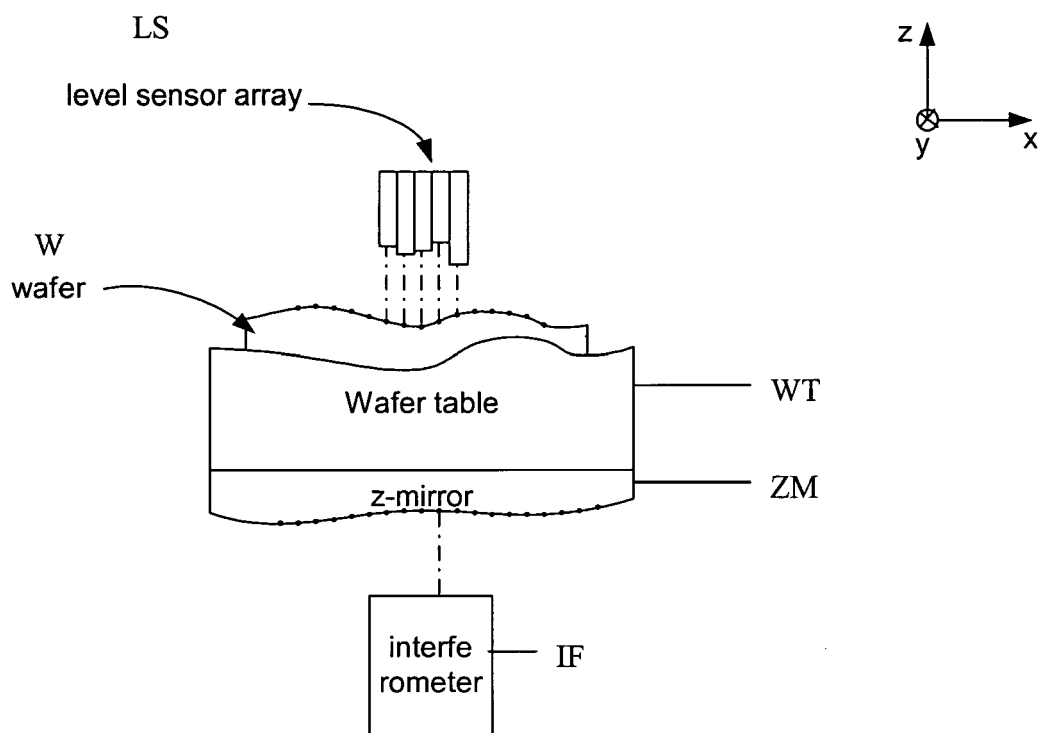 LS
level sensor array
z
x
y
W
wafer
Wafer table
WT
z-mirror
ZM
interfe
rometer
IF